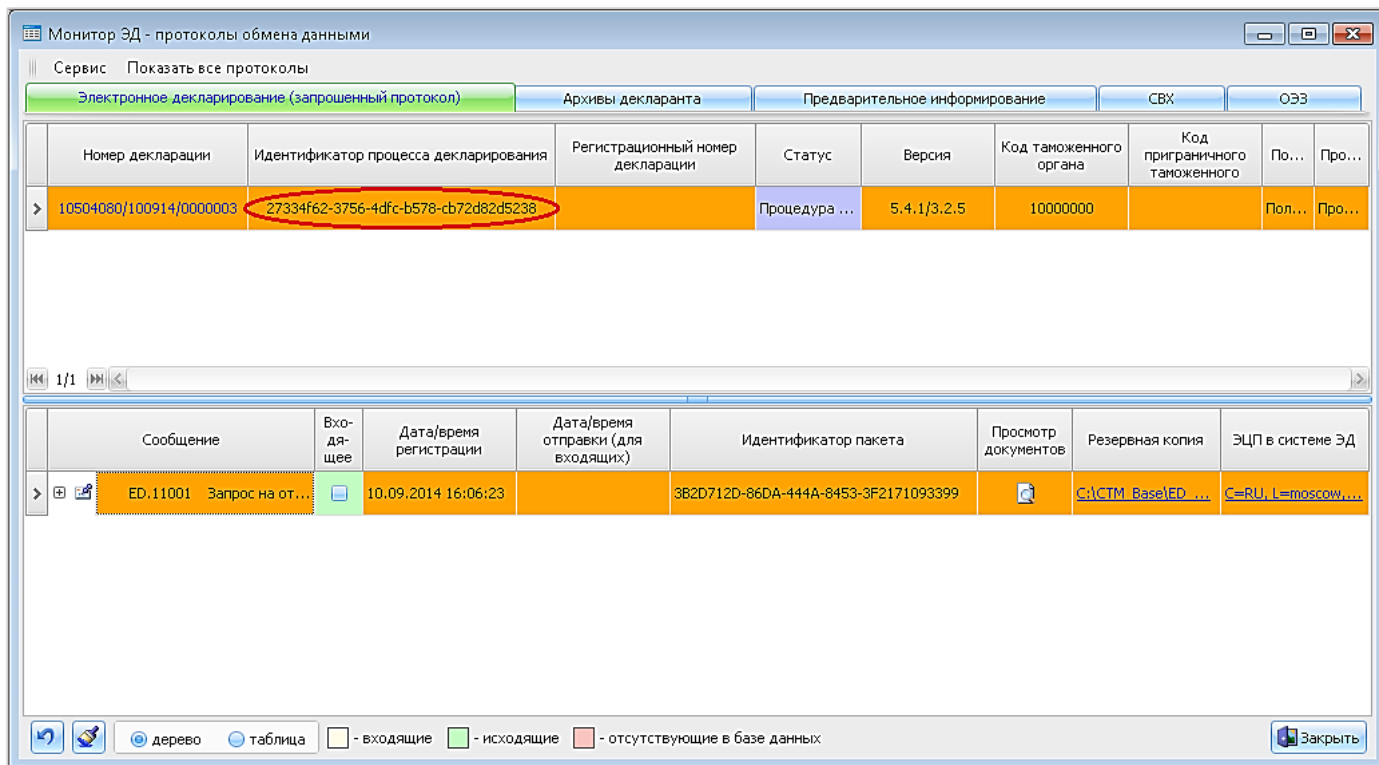 Монитор ЭД - протоколы обмена данными
Сервис Показать все протоколы
Электронное декларирование (запрошенный протокол) Архивы декларанта Предварительное информирование СВХ ОЭЗ
Номер декларации Идентификатор процесса декларирования Регистрационный номер декларации Статус Версия Код таможенного органа Код приграничного таможенного По... Про...
10504080/100914/0000003 27334f62-3756-4dfc-b578-cb72d82d5238 Процедура ... 5.4.1/3.2.5 10000000 Пол... Про...
1/1
Сообщение Вхо-дя-щее Дата/время регистрации Дата/время отправки (для входящих) Идентификатор пакета Просмотр документов Резервная копия ЭЦП в системе ЭД
ED.11001 Запрос на от... 10.09.2014 16:06:23 3B2D712D-86DA-444A-8453-3F2171093399 C:\CTM_Base\ED_... C=RU, L=moscow,...
дерево таблица - входящие - исходящие - отсутствующие в базе данных Закрыть